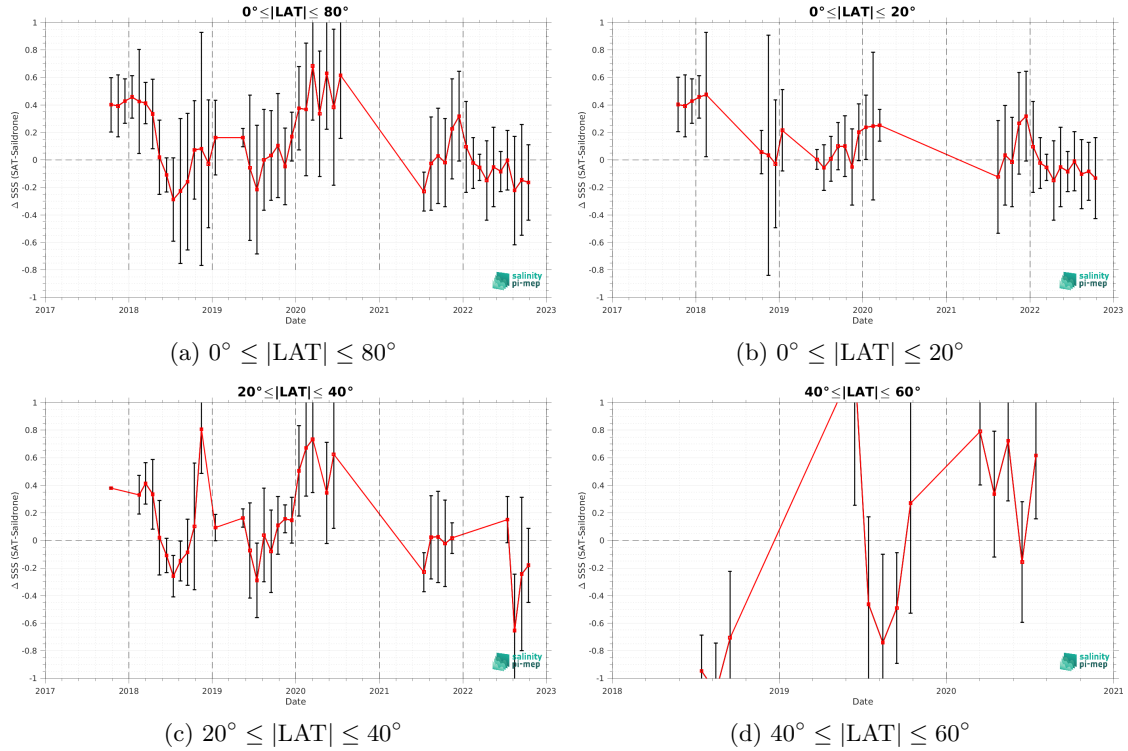 0°≤|LAT|≤ 80°
Δ SSS (SAT-Saildrone)
1
0.8
0.6
0.4
0.2
0
-0.2
-0.4
-0.6
-0.8
-1
2017 2018 2019 2020 2021 2022 2023
Date
salinity
pi-mep
(a) 0° ≤ |LAT| ≤ 80°
0°≤|LAT|≤ 20°
Δ SSS (SAT-Saildrone)
1
0.8
0.6
0.4
0.2
0
-0.2
-0.4
-0.6
-0.8
-1
2017 2018 2019 2020 2021 2022 2023
Date
salinity
pi-mep
(b) 0° ≤ |LAT| ≤ 20°
20°≤|LAT|≤ 40°
Δ SSS (SAT-Saildrone)
1
0.8
0.6
0.4
0.2
0
-0.2
-0.4
-0.6
-0.8
-1
2017 2018 2019 2020 2021 2022 2023
Date
salinity
pi-mep
(c) 20° ≤ |LAT| ≤ 40°
40°≤|LAT|≤ 60°
Δ SSS (SAT-Saildrone)
1
0.8
0.6
0.4
0.2
0
-0.2
-0.4
-0.6
-0.8
-1
2018 2019 2020 2021
Date
salinity
pi-mep
(d) 40° ≤ |LAT| ≤ 60°